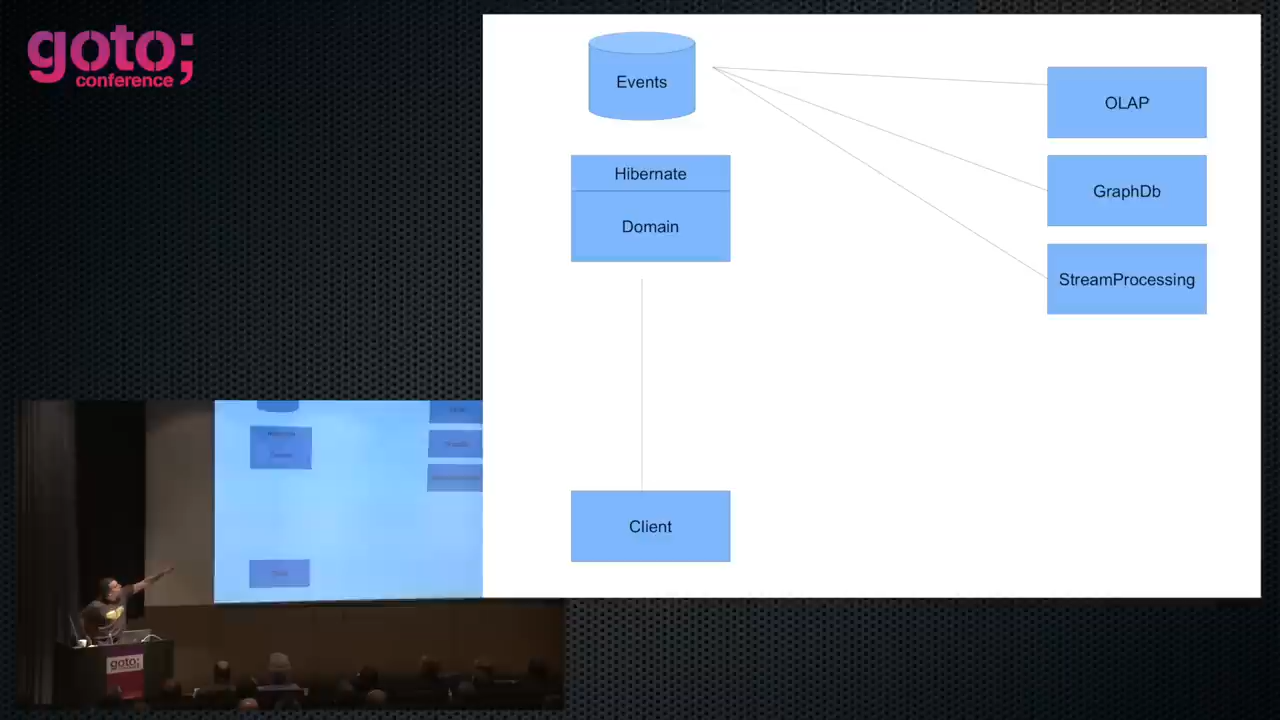 goto;
conference
Events
OLAP
Hibernate
GraphDb
Domain
StreamProcessing
Client
goto;